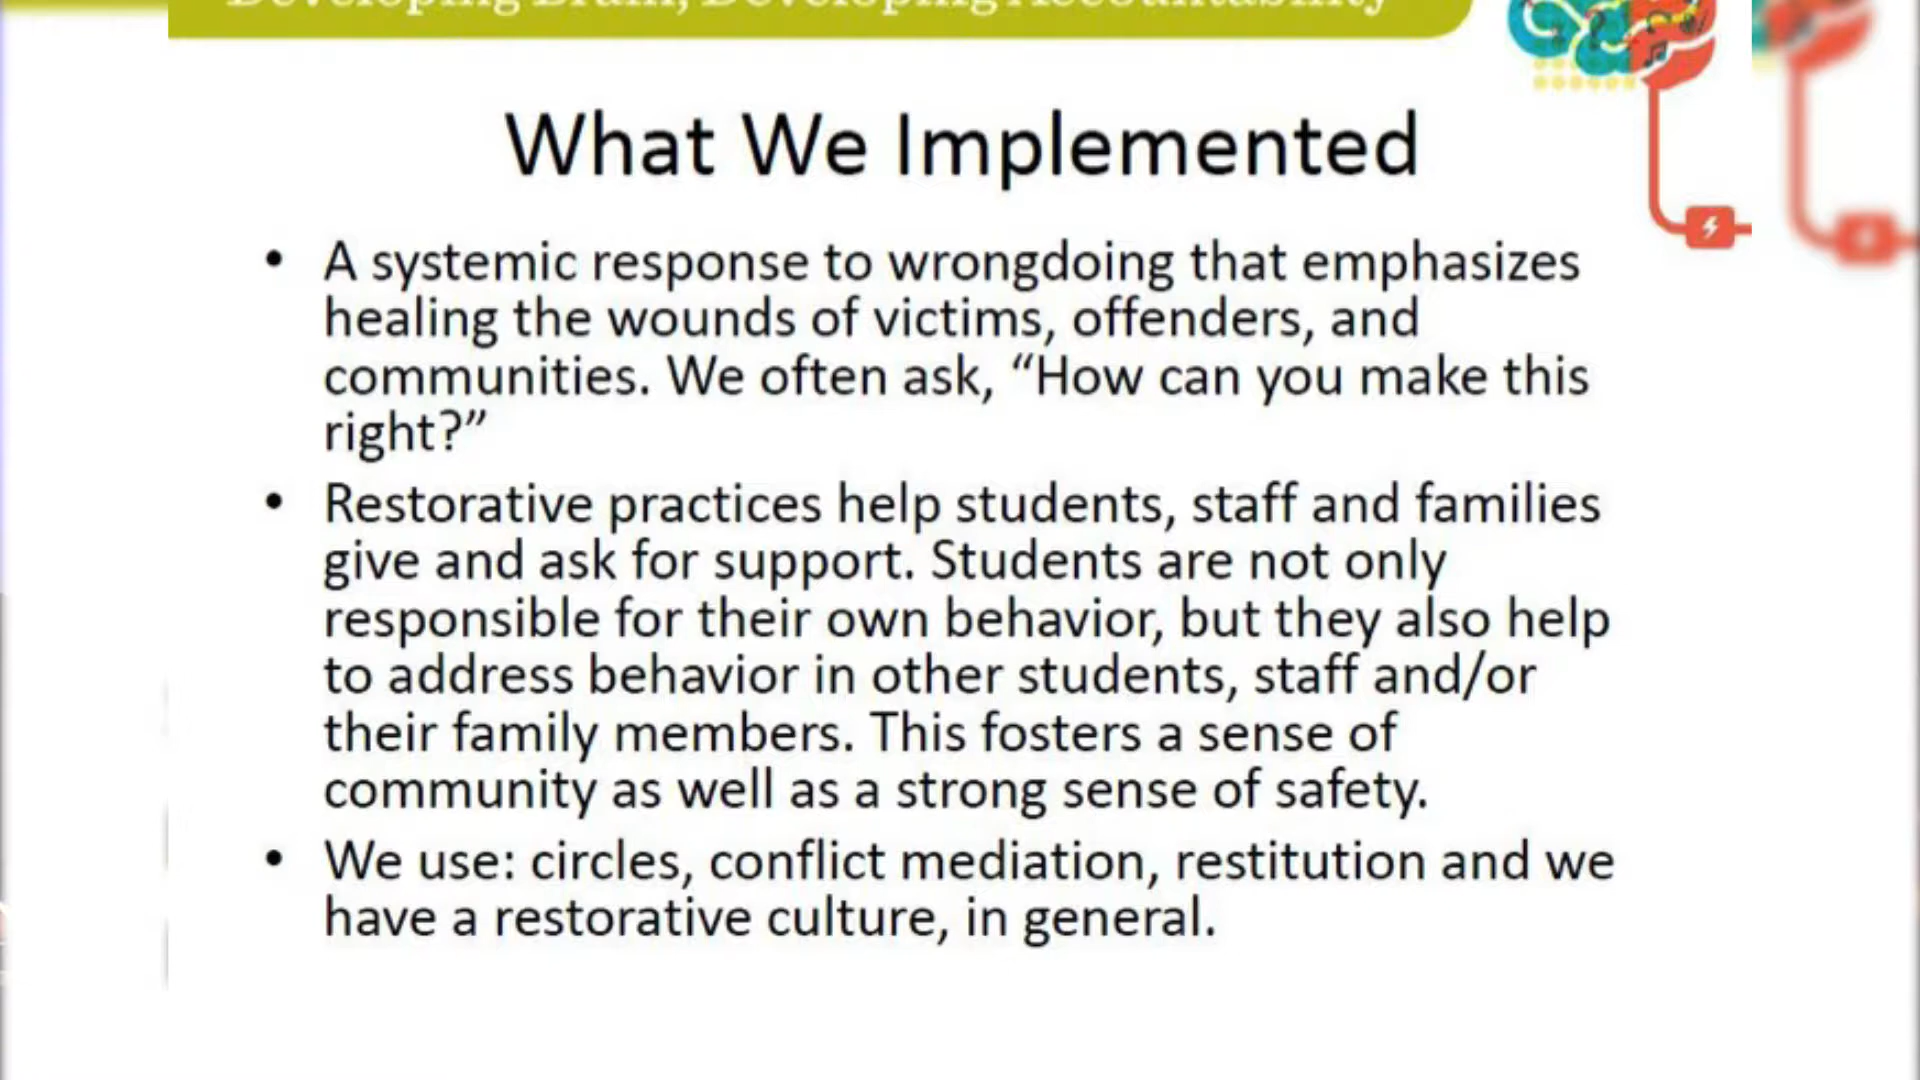 Developing Brain, Developing Accountability
What We Implemented
• A systemic response to wrongdoing that emphasizes
healing the wounds of victims, offenders, and
communities. We often ask, “How can you make this
right?”
• Restorative practices help students, staff and families
give and ask for support. Students are not only
responsible for their own behavior, but they also help
to address behavior in other students, staff and/or
their family members. This fosters a sense of
community as well as a strong sense of safety.
• We use: circles, conflict mediation, restitution and we
have a restorative culture, in general.